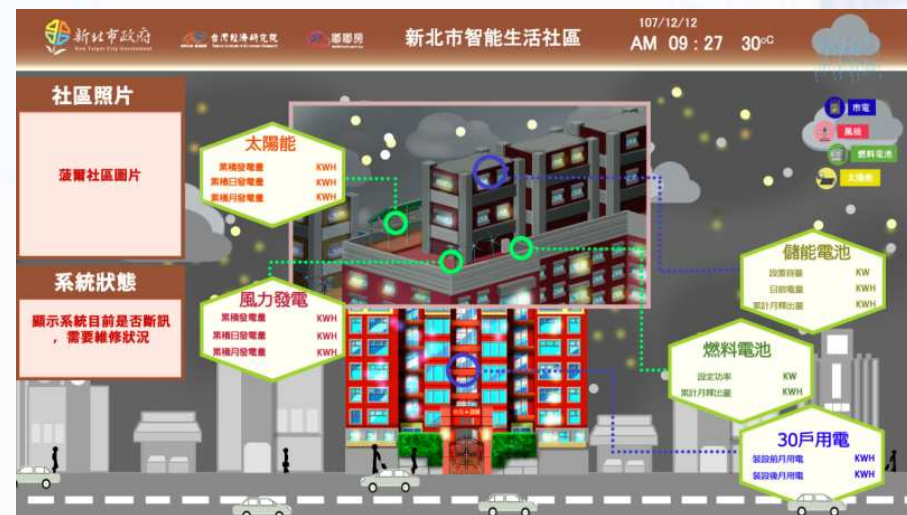 新北市政府
New Taipei City Government
台灣經濟研究院
嘟嘟房
新北市智能生活社區
107/12/12
AM 09:27 30°C
社區照片
菠爾社區圖片
系統狀態
顯示系統目前是否斷訊
，需要維修狀況
太陽能
累積發電量 KWH
累積日發電量 KWH
累積月發電量 KWH
風力發電
累積發電量 KWH
累積日發電量 KWH
累積月發電量 KWH
市電
風機
燃料電池
太陽能
儲能電池
設置容量 KW
目前電量 KWH
累計月釋出量 KWH
燃料電池
設定功率 KW
累計月釋出量 KWH
30戶用電
裝設前月用電 KWH
裝設後月用電 KWH